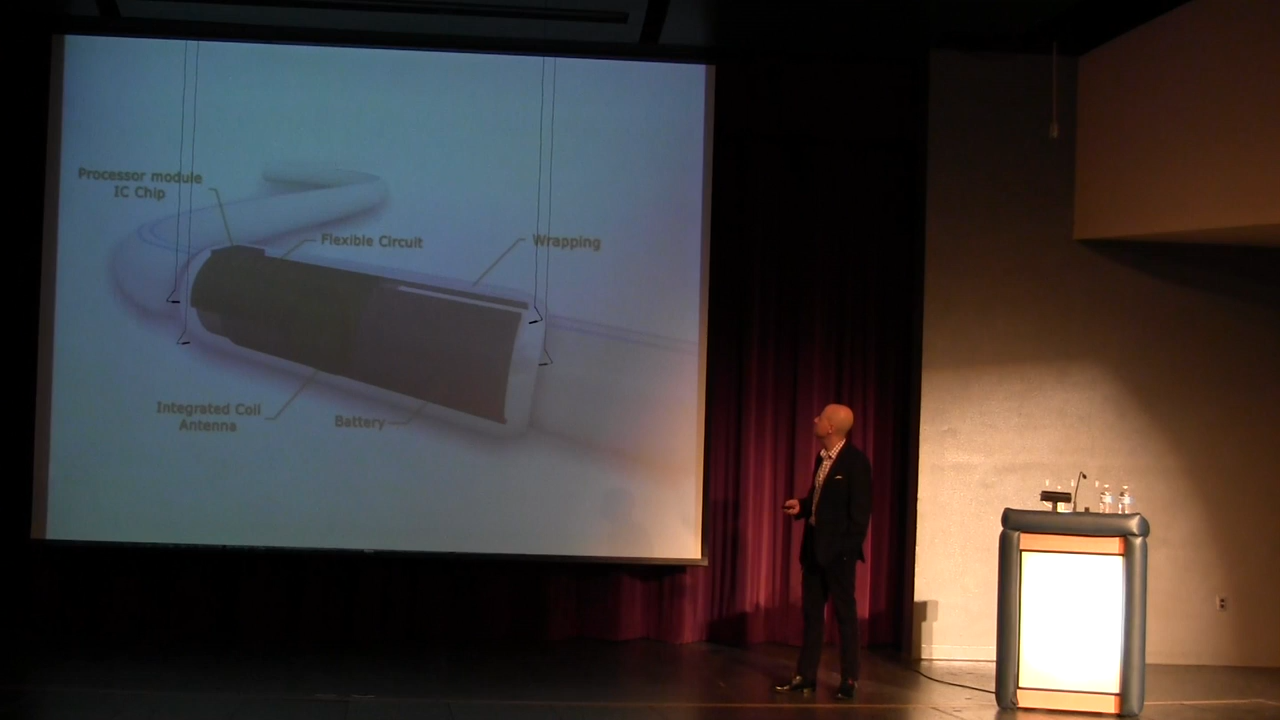 Processor module
IC Chip
Flexible Circuit
Wrapping
Integrated Coil
Antenna
Battery